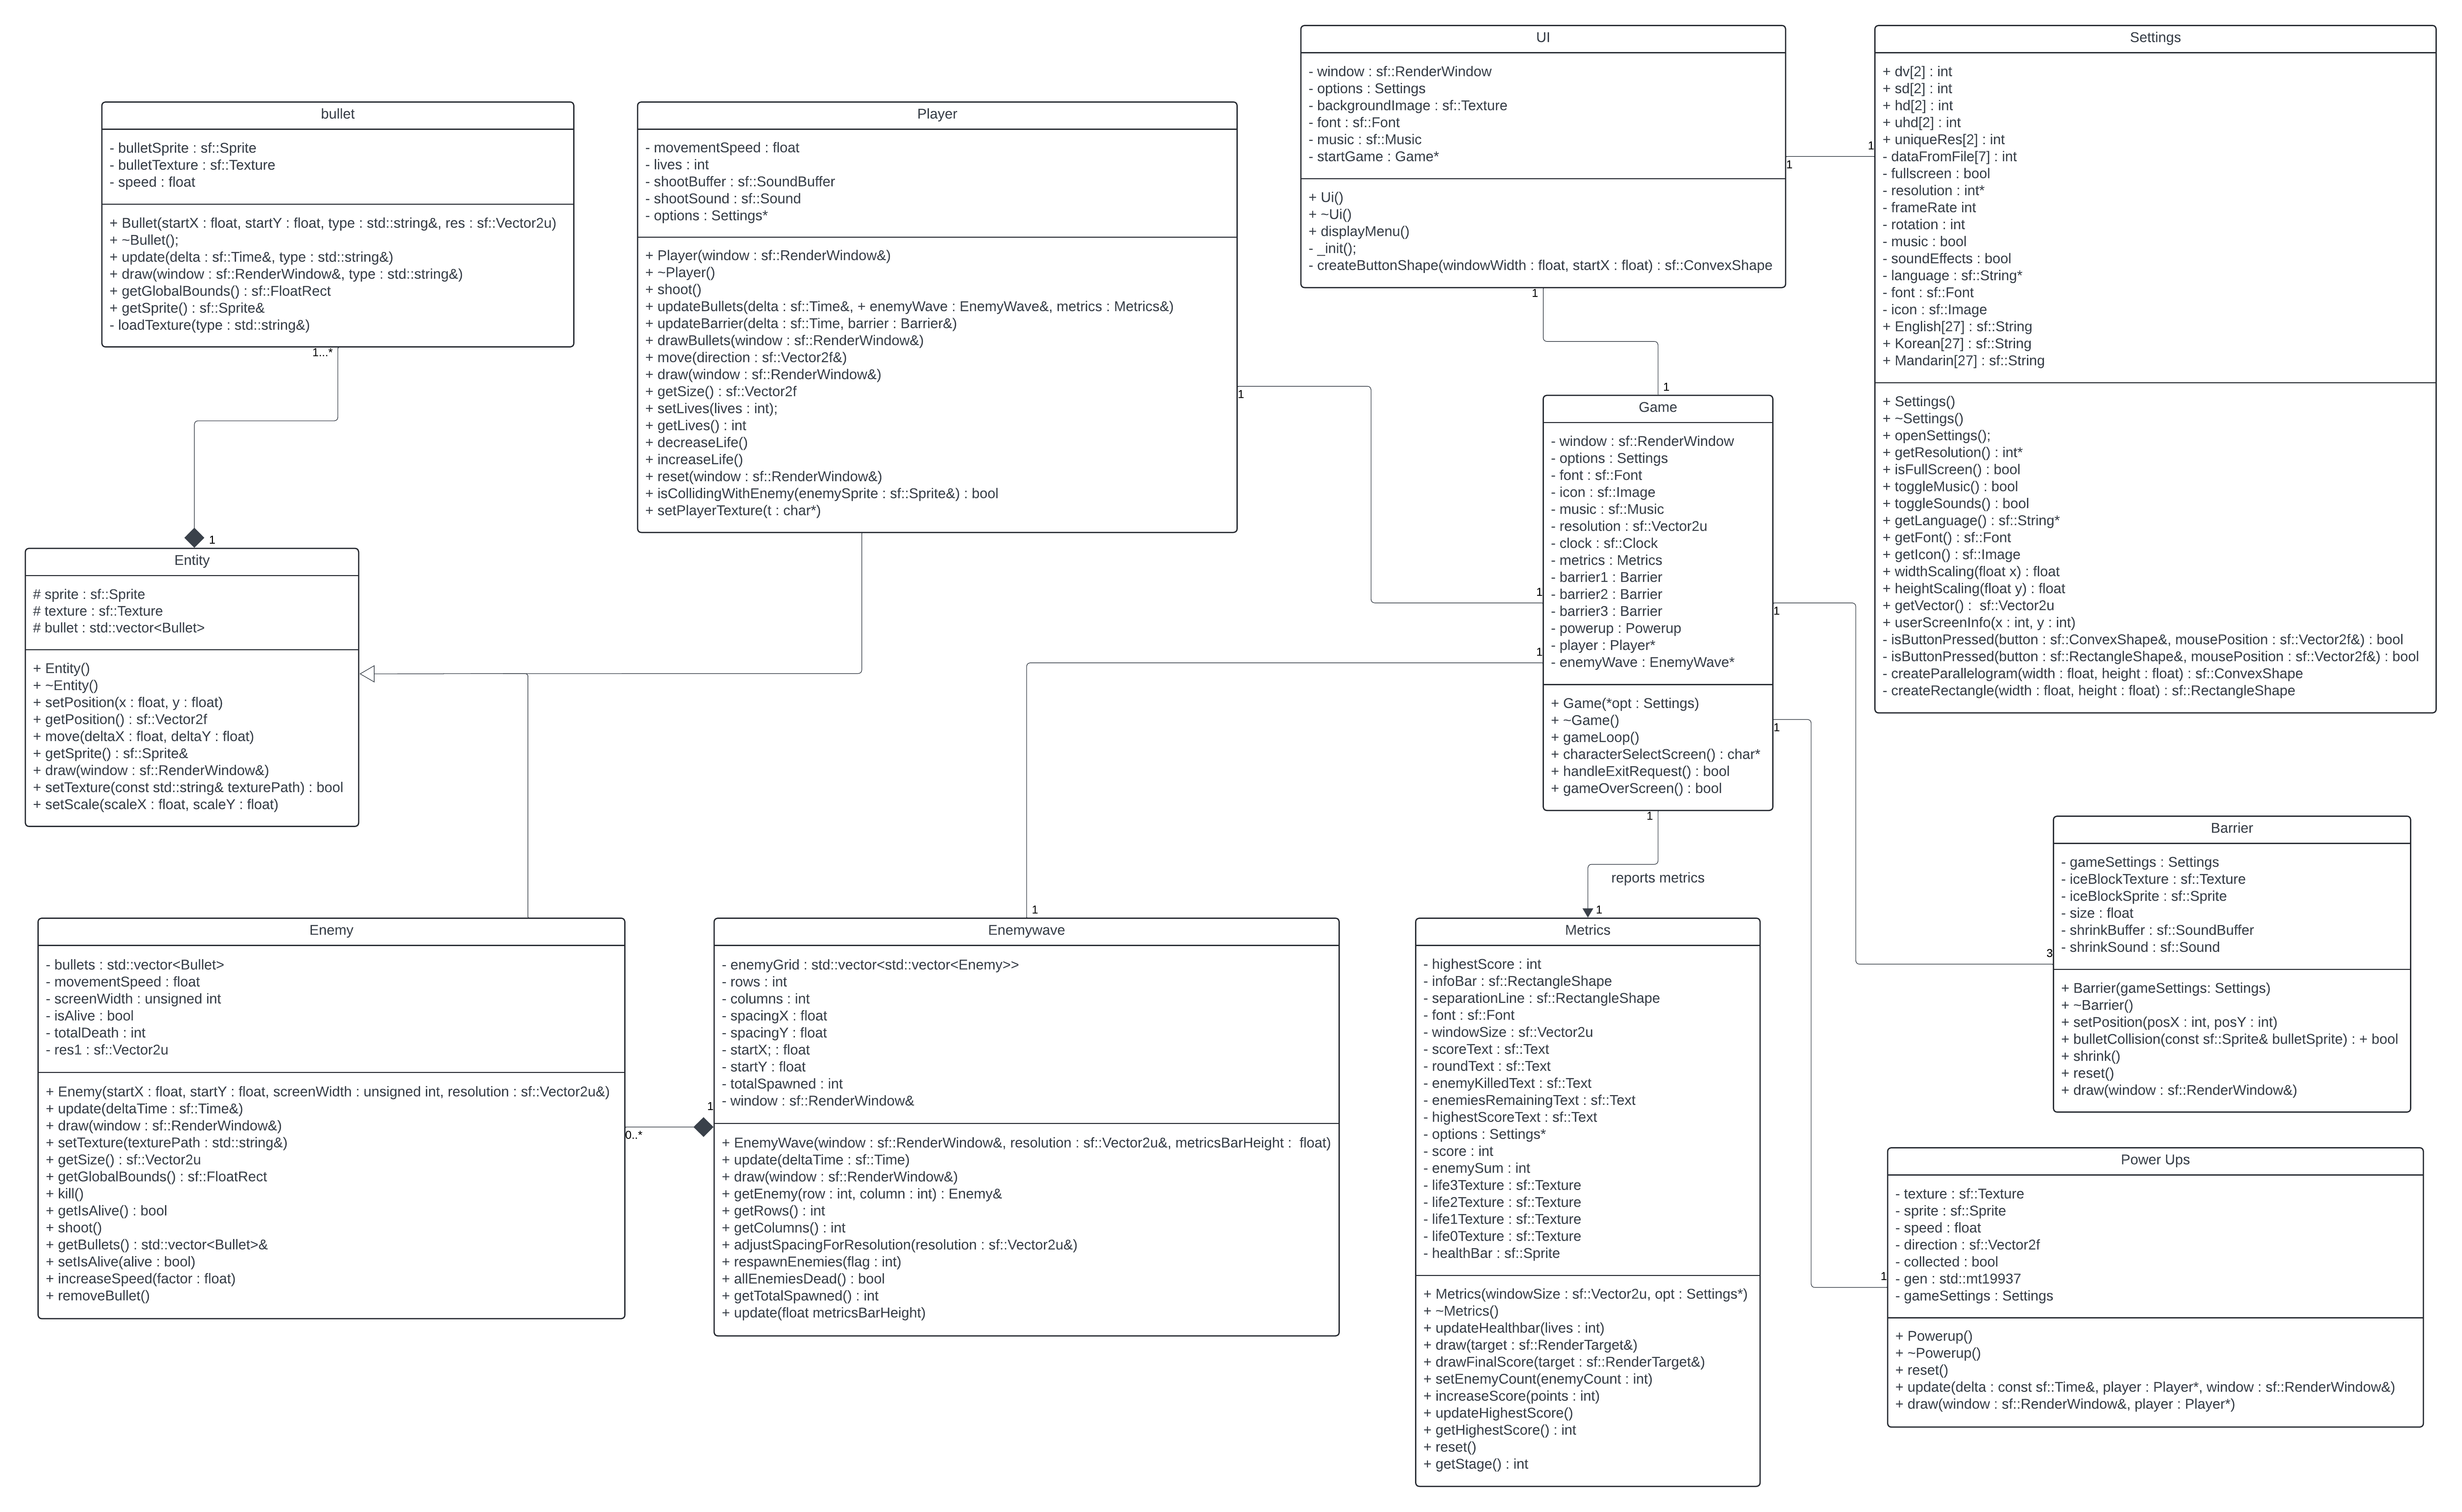 bullet
- bulletSprite : sf::Sprite
- bulletTexture : sf::Texture
- speed : float
+ Bullet(startX : float, startY : float, type : std::string&, res : sf::Vector2u)
+ ~Bullet();
+ update(delta : sf::Time&, type : std::string&)
+ draw(window : sf::RenderWindow&, type : std::string&)
+ getGlobalBounds() : sf::FloatRect
+ getSprite() : sf::Sprite&
- loadTexture(type : std::string&)
1...*
1
Player
- movementSpeed : float
- lives : int
- shootBuffer : sf::SoundBuffer
- shootSound : sf::Sound
- options : Settings*
+ Player(window : sf::RenderWindow&)
+ ~Player()
+ shoot()
+ updateBullets(delta : sf::Time&, + enemyWave : EnemyWave&, metrics : Metrics&)
+ updateBarrier(delta : sf::Time, barrier : Barrier&)
+ drawBullets(window : sf::RenderWindow&)
+ move(direction : sf::Vector2f&)
+ draw(window : sf::RenderWindow&)
+ getSize() : sf::Vector2f
+ setLives(lives : int);
+ getLives() : int
+ decreaseLife()
+ increaseLife()
+ reset(window : sf::RenderWindow&)
+ isCollidingWithEnemy(enemySprite : sf::Sprite&) : bool
+ setPlayerTexture(t : char*)
1
1
UI
- window : sf::RenderWindow
- options : Settings
- backgroundImage : sf::Texture
- font : sf::Font
- music : sf::Music
- startGame : Game*
+ Ui()
+ ~Ui()
+ displayMenu()
- _init();
- createButtonShape(windowWidth : float, startX : float) : sf::ConvexShape
1
1
1
1
Settings
+ dv[2] : int
+ sd[2] : int
+ hd[2] : int
+ uhd[2] : int
+ uniqueRes[2] : int
- dataFromFile[7] : int
- fullscreen : bool
- resolution : int*
- frameRate int
- rotation : int
- music : bool
- soundEffects : bool
- language : sf::String*
- font : sf::Font
- icon : sf::Image
+ English[27] : sf::String
+ Korean[27] : sf::String
+ Mandarin[27] : sf::String
+ Settings()
+ ~Settings()
+ openSettings();
+ getResolution() : int*
+ isFullScreen() : bool
+ toggleMusic() : bool
+ toggleSounds() : bool
+ getLanguage() : sf::String*
+ getFont() : sf::Font
+ getIcon() : sf::Image
+ widthScaling(float x) : float
+ heightScaling(float y) : float
+ getVector() :  sf::Vector2u
+ userScreenInfo(x : int, y : int)
- isButtonPressed(button : sf::ConvexShape&, mousePosition : sf::Vector2f&) : bool
- isButtonPressed(button : sf::RectangleShape&, mousePosition : sf::Vector2f&) : bool
- createParallelogram(width : float, height : float) : sf::ConvexShape
- createRectangle(width : float, height : float) : sf::RectangleShape
Entity
# sprite : sf::Sprite
# texture : sf::Texture
# bullet : std::vector<Bullet>
+ Entity()
+ ~Entity()
+ setPosition(x : float, y : float)
+ getPosition() : sf::Vector2f
+ move(deltaX : float, deltaY : float)
+ getSprite() : sf::Sprite&
+ draw(window : sf::RenderWindow&)
+ setTexture(const std::string& texturePath) : bool
+ setScale(scaleX : float, scaleY : float)
Game
- window : sf::RenderWindow
- options : Settings
- font : sf::Font
- icon : sf::Image
- music : sf::Music
- resolution : sf::Vector2u
- clock : sf::Clock
- metrics : Metrics
- barrier1 : Barrier
- barrier2 : Barrier
- barrier3 : Barrier
- powerup : Powerup
- player : Player*
- enemyWave : EnemyWave*
+ Game(*opt : Settings)
+ ~Game()
+ gameLoop()
+ characterSelectScreen() : char*
+ handleExitRequest() : bool
+ gameOverScreen() : bool
1
1
1
1
reports metrics
1
1
3
1
Enemy
- bullets : std::vector<Bullet>
- movementSpeed : float
- screenWidth : unsigned int
- isAlive : bool
- totalDeath : int
- res1 : sf::Vector2u
+ Enemy(startX : float, startY : float, screenWidth : unsigned int, resolution : sf::Vector2u&)
+ update(deltaTime : sf::Time&)
+ draw(window : sf::RenderWindow&)
+ setTexture(texturePath : std::string&)
+ getSize() : sf::Vector2u
+ getGlobalBounds() : sf::FloatRect
+ kill()
+ getIsAlive() : bool
+ shoot()
+ getBullets() : std::vector<Bullet>&
+ setIsAlive(alive : bool)
+ increaseSpeed(factor : float)
+ removeBullet()
0..*
1
Enemywave
- enemyGrid : std::vector<std::vector<Enemy>>
- rows : int
- columns : int
- spacingX : float
- spacingY : float
- startX; : float
- startY : float
- totalSpawned : int
- window : sf::RenderWindow&
+ EnemyWave(window : sf::RenderWindow&, resolution : sf::Vector2u&, metricsBarHeight :  float)
+ update(deltaTime : sf::Time)
+ draw(window : sf::RenderWindow&)
+ getEnemy(row : int, column : int) : Enemy&
+ getRows() : int
+ getColumns() : int
+ adjustSpacingForResolution(resolution : sf::Vector2u&)
+ respawnEnemies(flag : int)
+ allEnemiesDead() : bool
+ getTotalSpawned() : int
+ update(float metricsBarHeight)
Metrics
- highestScore : int
- infoBar : sf::RectangleShape
- separationLine : sf::RectangleShape
- font : sf::Font
- windowSize : sf::Vector2u
- scoreText : sf::Text
- roundText : sf::Text
- enemyKilledText : sf::Text
- enemiesRemainingText : sf::Text
- highestScoreText : sf::Text
- options : Settings*
- score : int
- enemySum : int
- life3Texture : sf::Texture
- life2Texture : sf::Texture
- life1Texture : sf::Texture
- life0Texture : sf::Texture
- healthBar : sf::Sprite
+ Metrics(windowSize : sf::Vector2u, opt : Settings*)
+ ~Metrics()
+ updateHealthbar(lives : int)
+ draw(target : sf::RenderTarget&)
+ drawFinalScore(target : sf::RenderTarget&)
+ setEnemyCount(enemyCount : int)
+ increaseScore(points : int)
+ updateHighestScore()
+ getHighestScore() : int
+ reset()
+ getStage() : int
Barrier
- gameSettings : Settings
- iceBlockTexture : sf::Texture
- iceBlockSprite : sf::Sprite
- size : float
- shrinkBuffer : sf::SoundBuffer
- shrinkSound : sf::Sound
+ Barrier(gameSettings: Settings)
+ ~Barrier()
+ setPosition(posX : int, posY : int)
+ bulletCollision(const sf::Sprite& bulletSprite) : + bool
+ shrink()
+ reset()
+ draw(window : sf::RenderWindow&)
Power Ups
- texture : sf::Texture
- sprite : sf::Sprite
- speed : float
- direction : sf::Vector2f
- collected : bool
- gen : std::mt19937
- gameSettings : Settings
+ Powerup()
+ ~Powerup()
+ reset()
+ update(delta : const sf::Time&, player : Player*, window : sf::RenderWindow&)
+ draw(window : sf::RenderWindow&, player : Player*)